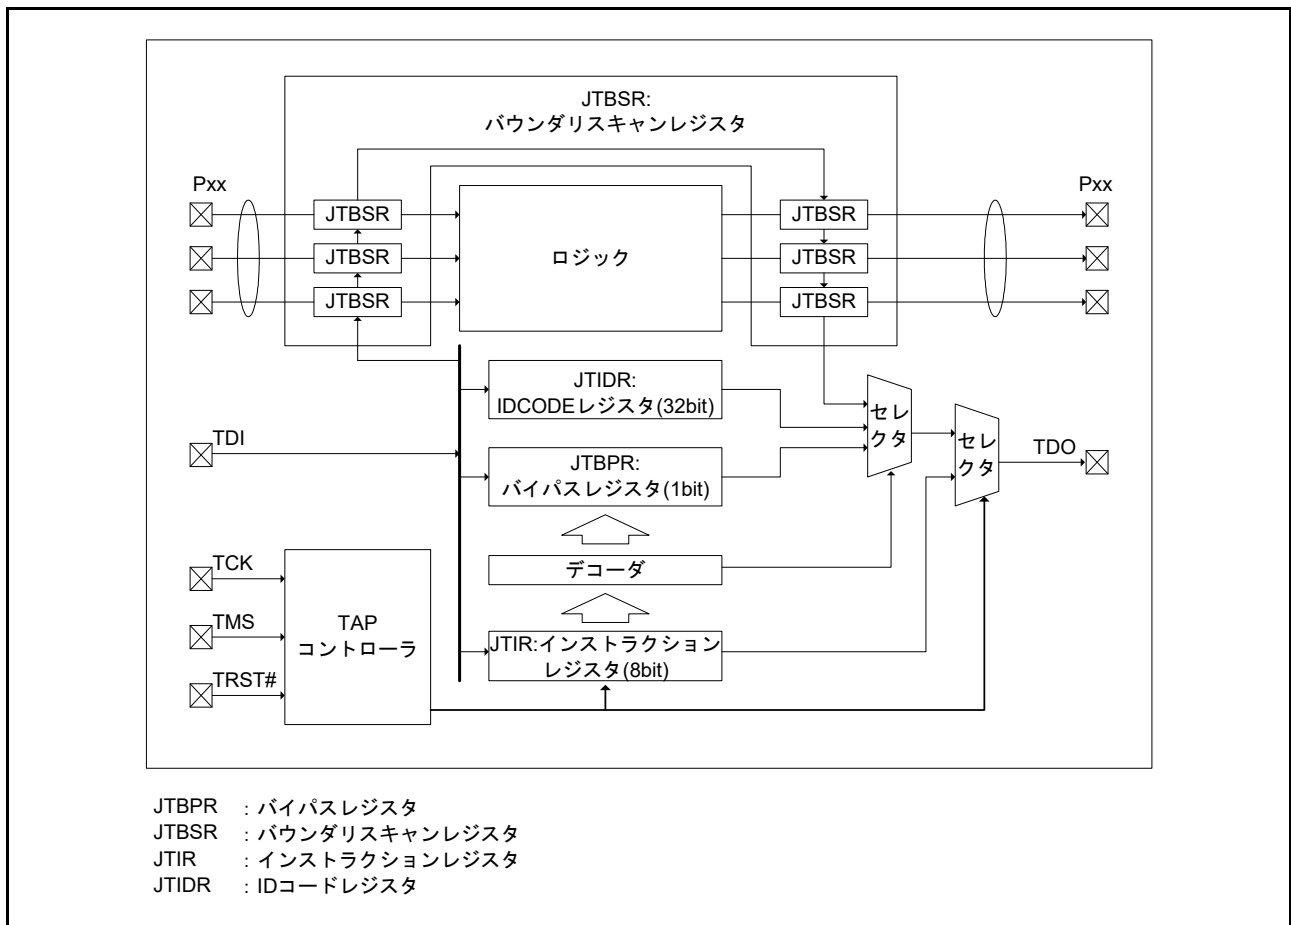 JTBSR:
バウンダリスキャンレジスタ
Pxx
Pxx
JTBSR
JTBSR
JTBSR
ロジック
JTBSR
JTBSR
JTBSR
JTIDR:
IDCODEレジスタ(32bit)
TDI
JTBPR:
バイパスレジスタ(1bit)
セレ
クタ
セレ
クタ
TDO
デコーダ
TCK
TMS
TRST#
TAP
コントローラ
JTIR:インストラクション
レジスタ(8bit)
JTBPR : バイパスレジスタ
JTBSR : バウンダリスキャンレジスタ
JTIR : インストラクションレジスタ
JTIDR : IDコードレジスタ